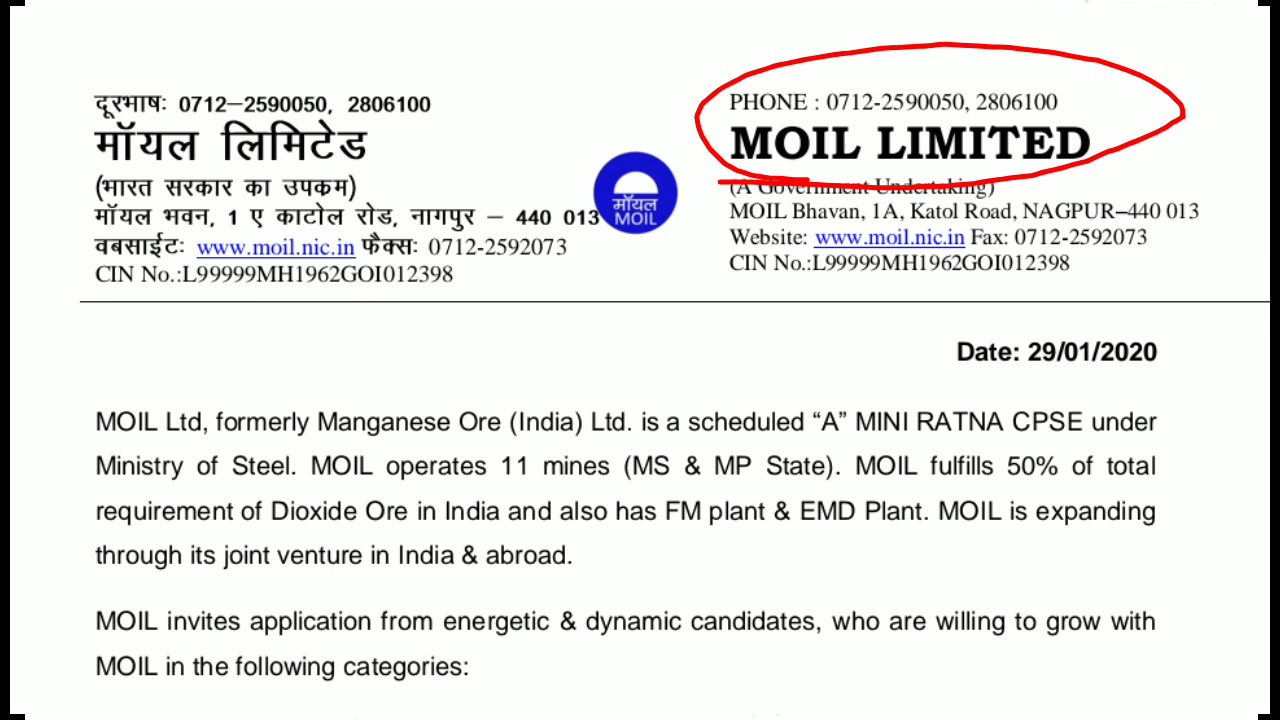 दूरभाषः 0712–2590050, 2806100
मॉयल लिमिटेड
(भारत सरकार का उपकम)
मॉयल भवन, 1 ए काटोल रोड, नागपुर – 440 013
वबसाईटः www.moil.nic.in फैक्सः 0712-2592073
CIN No.:L99999MH1962GOI012398
मॉयल
MOIL
PHONE : 0712-2590050, 2806100
MOIL LIMITED
(A Government Undertaking)
MOIL Bhavan, 1A, Katol Road, NAGPUR–440 013
Website: www.moil.nic.in Fax: 0712-2592073
CIN No.:L99999MH1962GOI012398
Date: 29/01/2020
MOIL Ltd, formerly Manganese Ore (India) Ltd. is a scheduled “A” MINI RATNA CPSE under
Ministry of Steel. MOIL operates 11 mines (MS & MP State). MOIL fulfills 50% of total
requirement of Dioxide Ore in India and also has FM plant & EMD Plant. MOIL is expanding
through its joint venture in India & abroad.
MOIL invites application from energetic & dynamic candidates, who are willing to grow with
MOIL in the following categories: